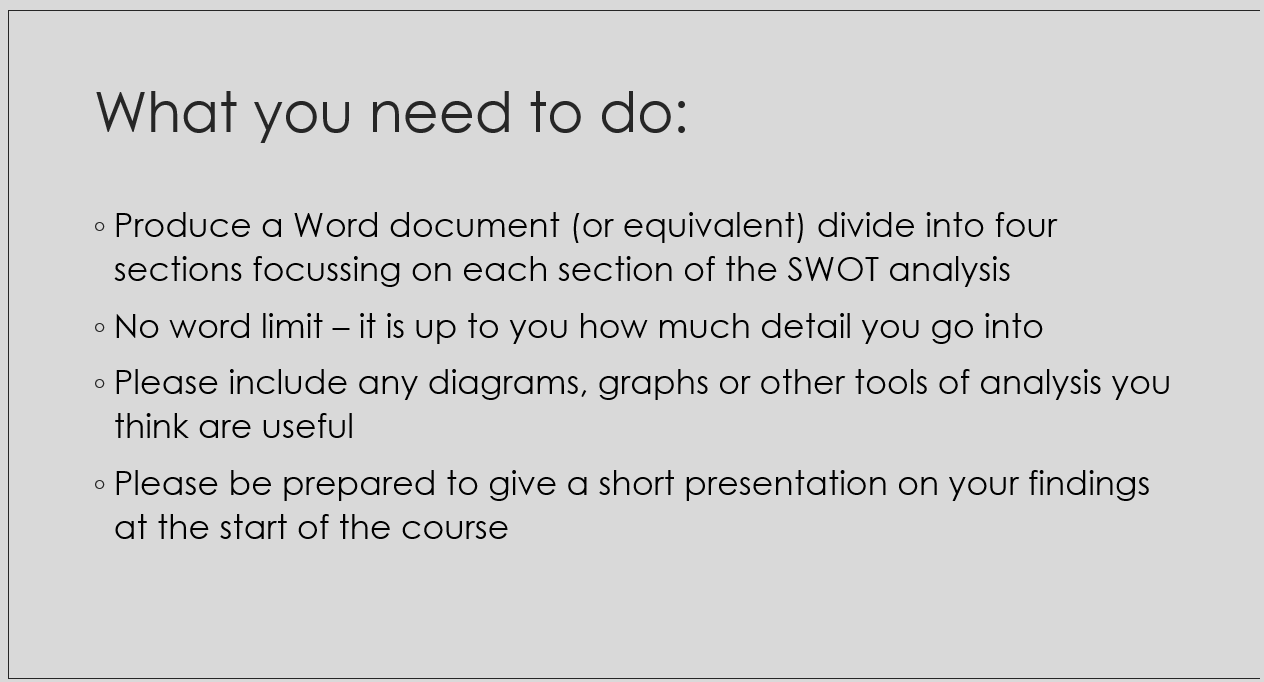 What you need to do:
◦ Produce a Word document (or equivalent) divide into four
sections focussing on each section of the SWOT analysis
◦ No word limit – it is up to you how much detail you go into
◦ Please include any diagrams, graphs or other tools of analysis you
think are useful
◦ Please be prepared to give a short presentation on your findings
at the start of the course